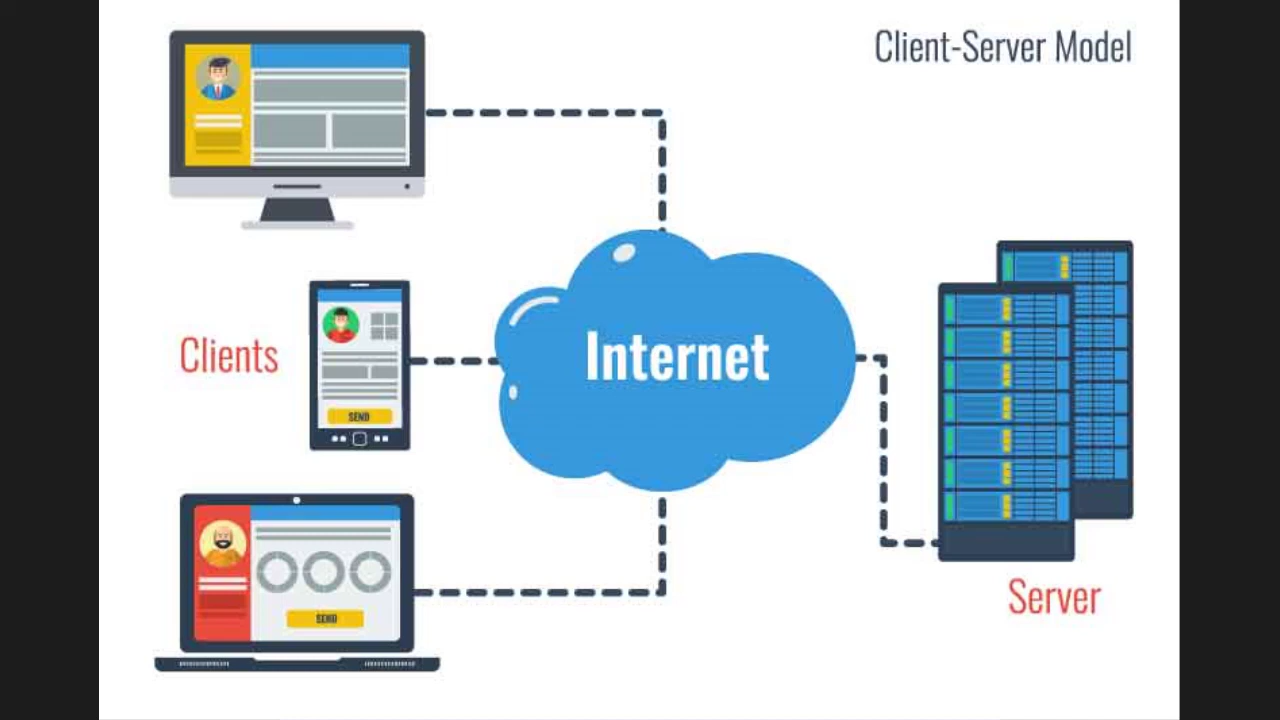 Client-Server Model
Internet
Clients
SEND
SEND
Server